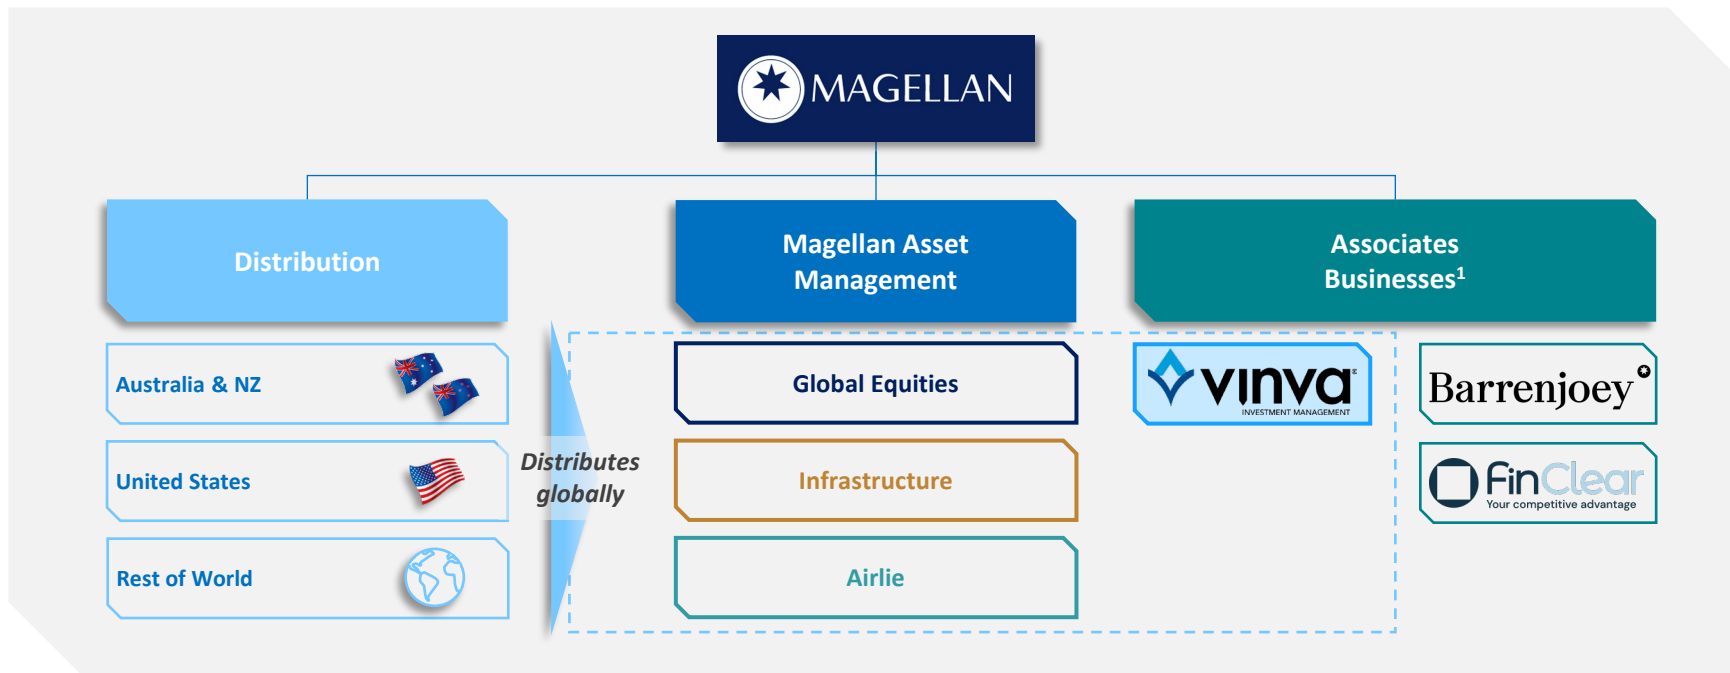 MAGELLAN
Distribution
Magellan Asset
Management
Associates
Businesses¹
Australia & NZ
United States
Rest of World
Distributes
globally
Global Equities
Infrastructure
Airlie
vinva
INVESTMENT MANAGEMENT
Barrenjoey
FinClear
Your competitive advantage